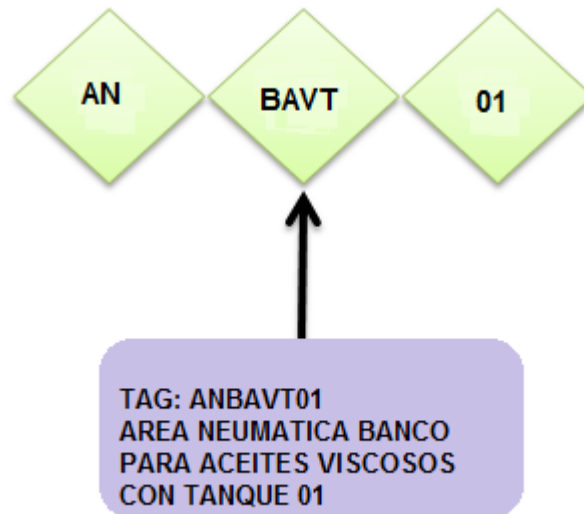 AN BAVT 01
TAG: ANBAVT01
AREA NEUMATICA BANCO
PARA ACEITES VISCOSOS
CON TANQUE 01